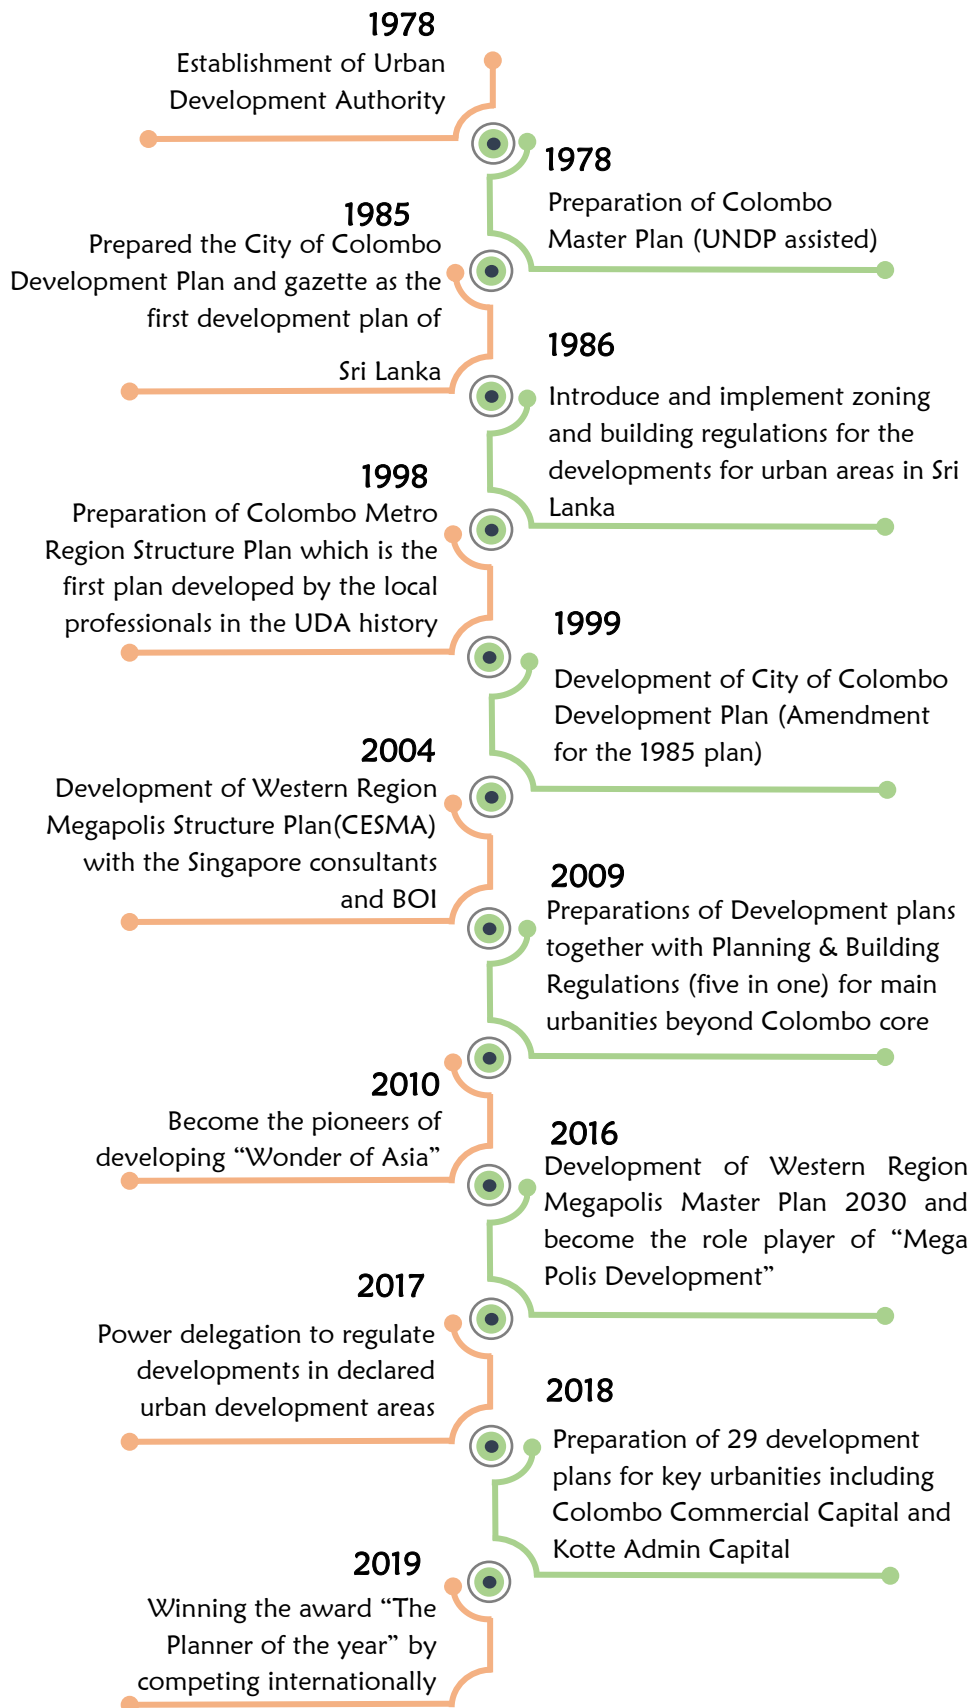 1978
Establishment of Urban
Development Authority
1978
Preparation of Colombo
Master Plan (UNDP assisted)
1985
Prepared the City of Colombo
Development Plan and gazette as the
first development plan of
Sri Lanka
1986
Introduce and implement zoning
and building regulations for the
developments for urban areas in Sri
Lanka
1998
Preparation of Colombo Metro
Region Structure Plan which is the
first plan developed by the local
professionals in the UDA history
1999
Development of City of Colombo
Development Plan (Amendment
for the 1985 plan)
2004
Development of Western Region
Megapolis Structure Plan(CESMA)
with the Singapore consultants
and BOI
2009
Preparations of Development plans
together with Planning & Building
Regulations (five in one) for main
urbanities beyond Colombo core
2010
Become the pioneers of
developing “Wonder of Asia”
2016
Development of Western Region
Megapolis Master Plan 2030 and
become the role player of “Mega
Polis Development”
2017
Power delegation to regulate
developments in declared
urban development areas
2018
Preparation of 29 development
plans for key urbanities including
Colombo Commercial Capital and
Kotte Admin Capital
2019
Winning the award “The
Planner of the year” by
competing internationally